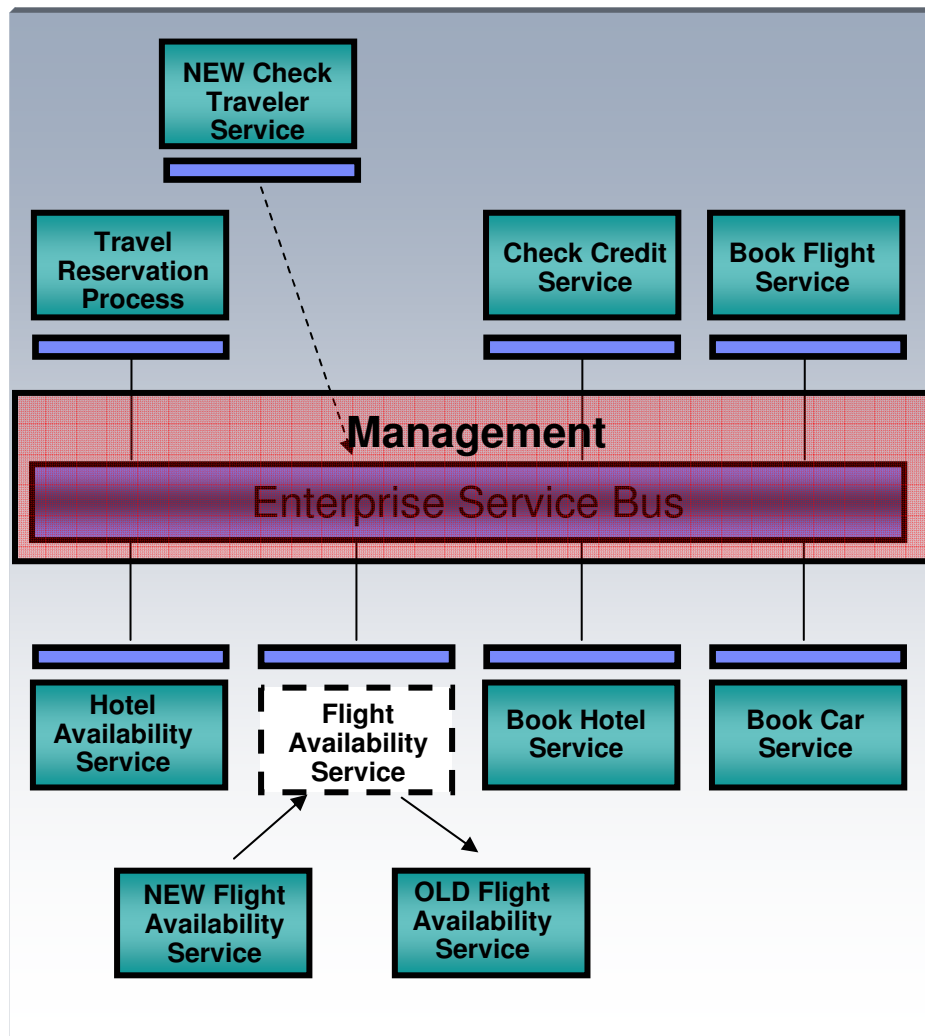 NEW Check
Traveler
Service
Travel
Reservation
Process
Check Credit
Service
Book Flight
Service
Management
Enterprise Service Bus
Hotel
Availability
Service
Flight
Availability
Service
Book Hotel
Service
Book Car
Service
NEW Flight
Availability
Service
OLD Flight
Availability
Service